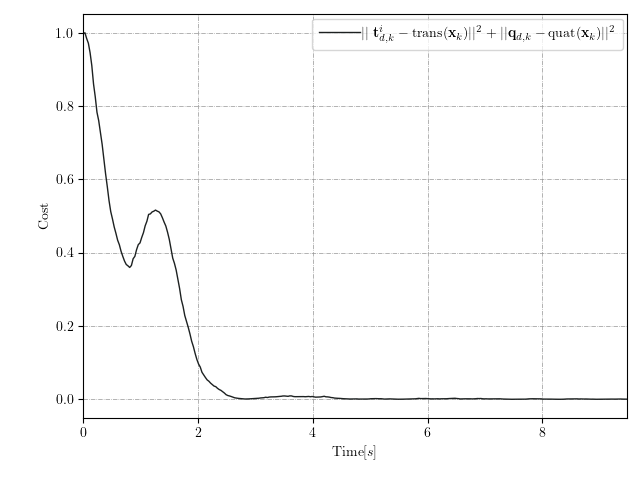 || t^i_{d,k} − trans(x_k)||^2 + ||q_{d,k} − quat(x_k)||^2
1.0
0.8
0.6
0.4
0.2
0.0
Cost
0 2 4 6 8
Time[s]